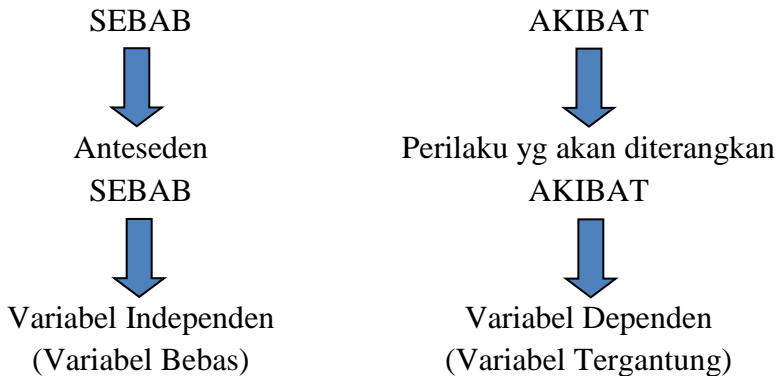 SEBAB AKIBAT
Anteseden Perilaku yg akan diterangkan
SEBAB AKIBAT
Variabel Independen Variabel Dependen
(Variabel Bebas) (Variabel Tergantung)